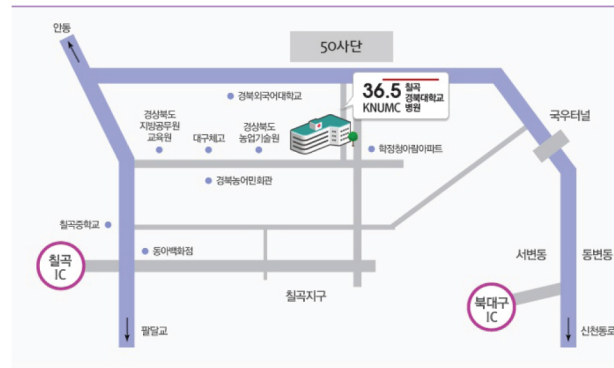 안동
50사단
36.5 칠곡
경북대학교
KNUMC 병원
경북외국어대학교
국우터널
경상북도
지방공무원
교육원
대구체고
경상북도
농업기술원
학정청아람아파트
경북농어민회관
칠곡중학교
동아백화점
칠곡
IC
서변동
동변동
칠곡지구
북대구
IC
팔달교
신천동로